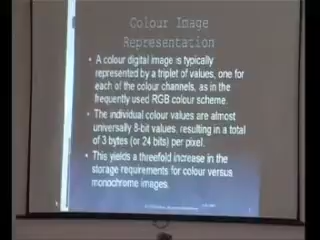 Colour Image
Representation
• A colour digital image is typically
represented by a triplet of values, one for
each of the colour channels, as in the
frequently used RGB colour scheme.
• The individual colour values are almost
universally 8-bit values, resulting in a total
of 3 bytes (or 24 bits) per pixel.
• This yields a threefold increase in the
storage requirements for colour versus
monochrome images.